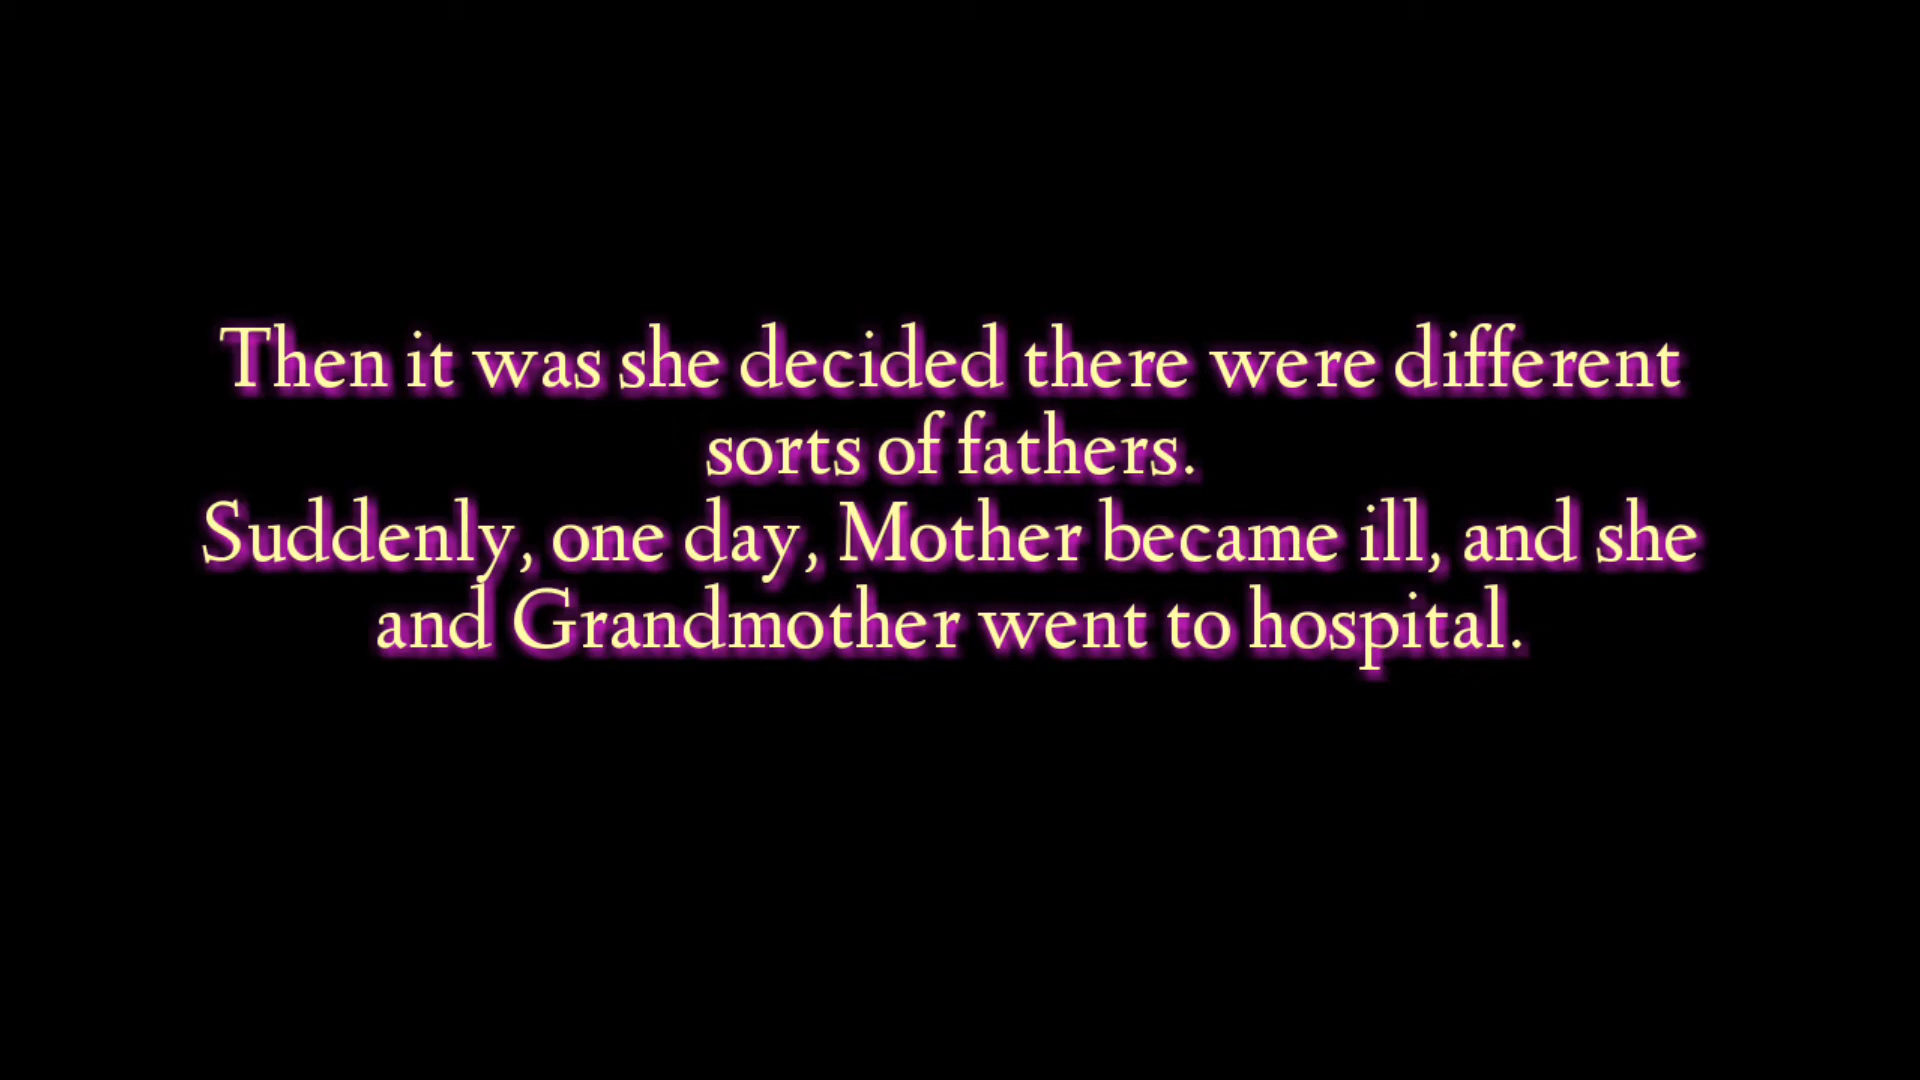 Then it was she decided there were different
sorts of fathers.
Suddenly, one day, Mother became ill, and she
and Grandmother went to hospital.